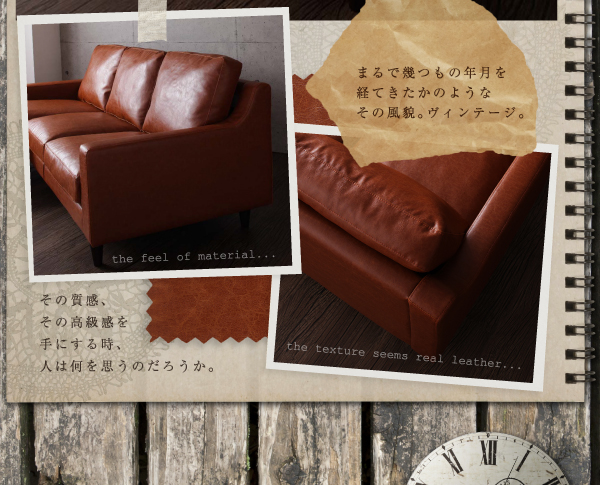 まるで幾つもの年月を
経てきたかのような
その風貌。ヴィンテージ。
the feel of material...
the texture seems real leather...
その質感、
その高級感を
手にする時、
人は何を思うのだろうか。